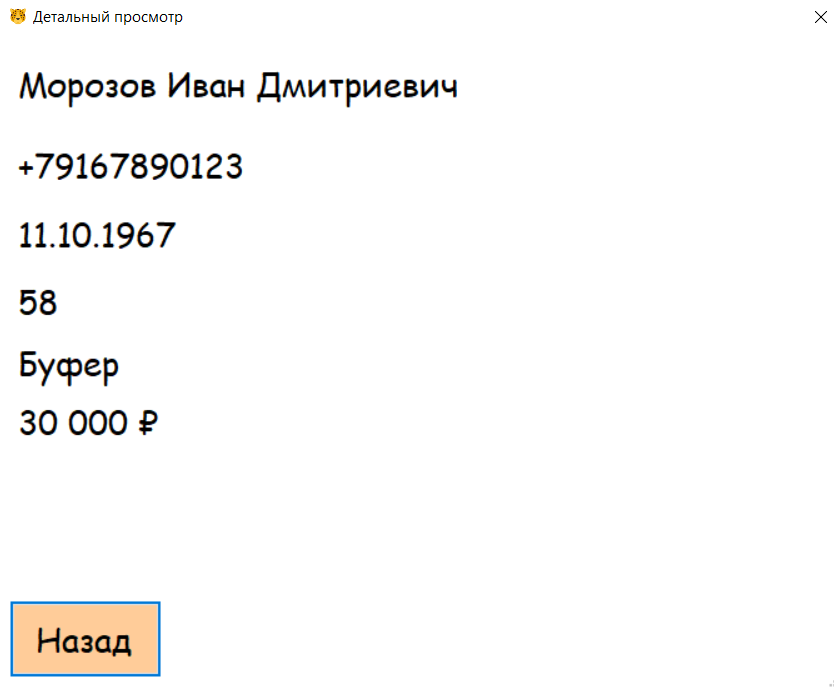 Детальный просмотр
Морозов Иван Дмитриевич
+79167890123
11.10.1967
58
Буфер
30 000 ₽
Назад